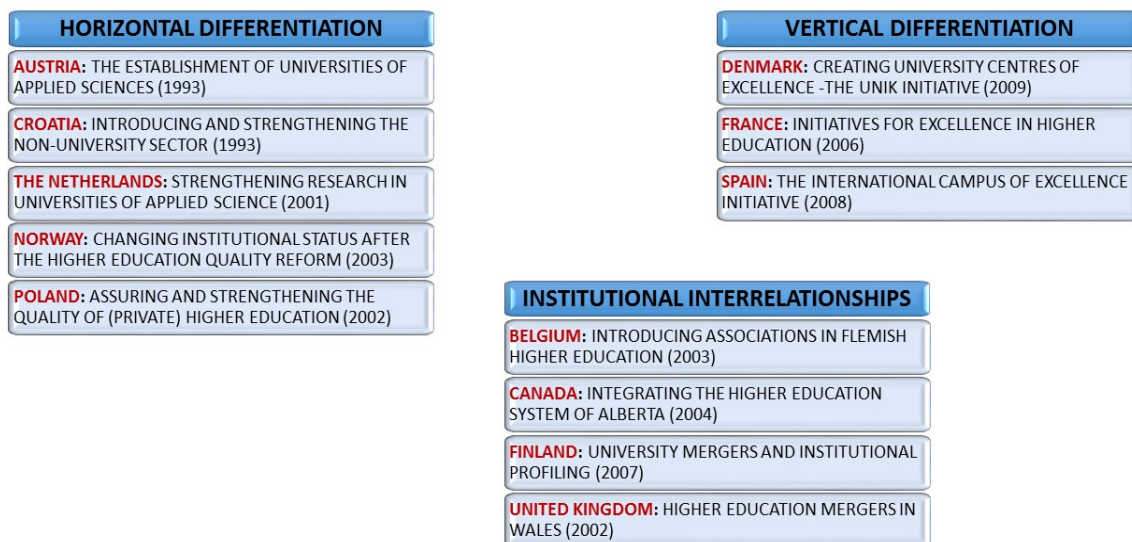 HORIZONTAL DIFFERENTIATION
AUSTRIA: THE ESTABLISHMENT OF UNIVERSITIES OF
APPLIED SCIENCES (1993)
CROATIA: INTRODUCING AND STRENGTHENING THE
NON-UNIVERSITY SECTOR (1993)
THE NETHERLANDS: STRENGTHENING RESEARCH IN
UNIVERSITIES OF APPLIED SCIENCE (2001)
NORWAY: CHANGING INSTITUTIONAL STATUS AFTER
THE HIGHER EDUCATION QUALITY REFORM (2003)
POLAND: ASSURING AND STRENGTHENING THE
QUALITY OF (PRIVATE) HIGHER EDUCATION (2002)
VERTICAL DIFFERENTIATION
DENMARK: CREATING UNIVERSITY CENTRES OF
EXCELLENCE -THE UNIK INITIATIVE (2009)
FRANCE: INITIATIVES FOR EXCELLENCE IN HIGHER
EDUCATION (2006)
SPAIN: THE INTERNATIONAL CAMPUS OF EXCELLENCE
INITIATIVE (2008)
INSTITUTIONAL INTERRELATIONSHIPS
BELGIUM: INTRODUCING ASSOCIATIONS IN FLEMISH
HIGHER EDUCATION (2003)
CANADA: INTEGRATING THE HIGHER EDUCATION
SYSTEM OF ALBERTA (2004)
FINLAND: UNIVERSITY MERGERS AND INSTITUTIONAL
PROFILING (2007)
UNITED KINGDOM: HIGHER EDUCATION MERGERS IN
WALES (2002)